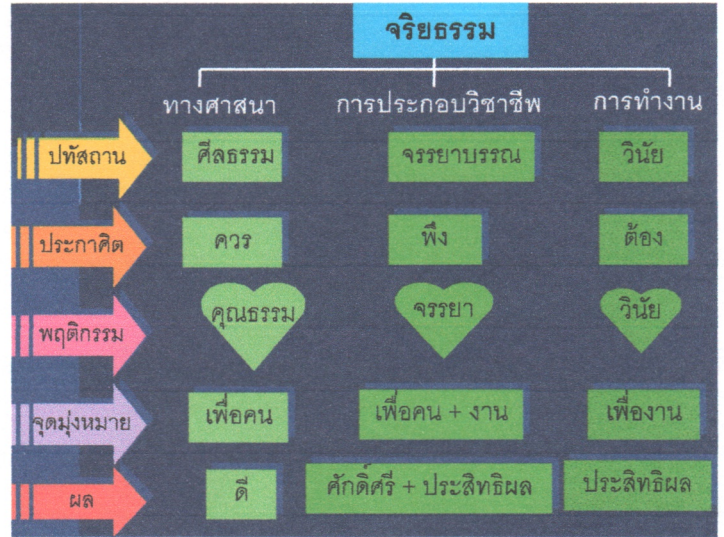 จริยธรรม
ทางศาสนา การประกอบวิชาชีพ การทำงาน
ปทัสถาน ศีลธรรม จรรยาบรรณ วินัย
ประกาศิต ควร พึง ต้อง
พฤติกรรม คุณธรรม จรรยา วินัย
จุดมุ่งหมาย เพื่อคน เพื่อคน + งาน เพื่องาน
ผล ดี ศักดิ์ศรี + ประสิทธิผล ประสิทธิผล